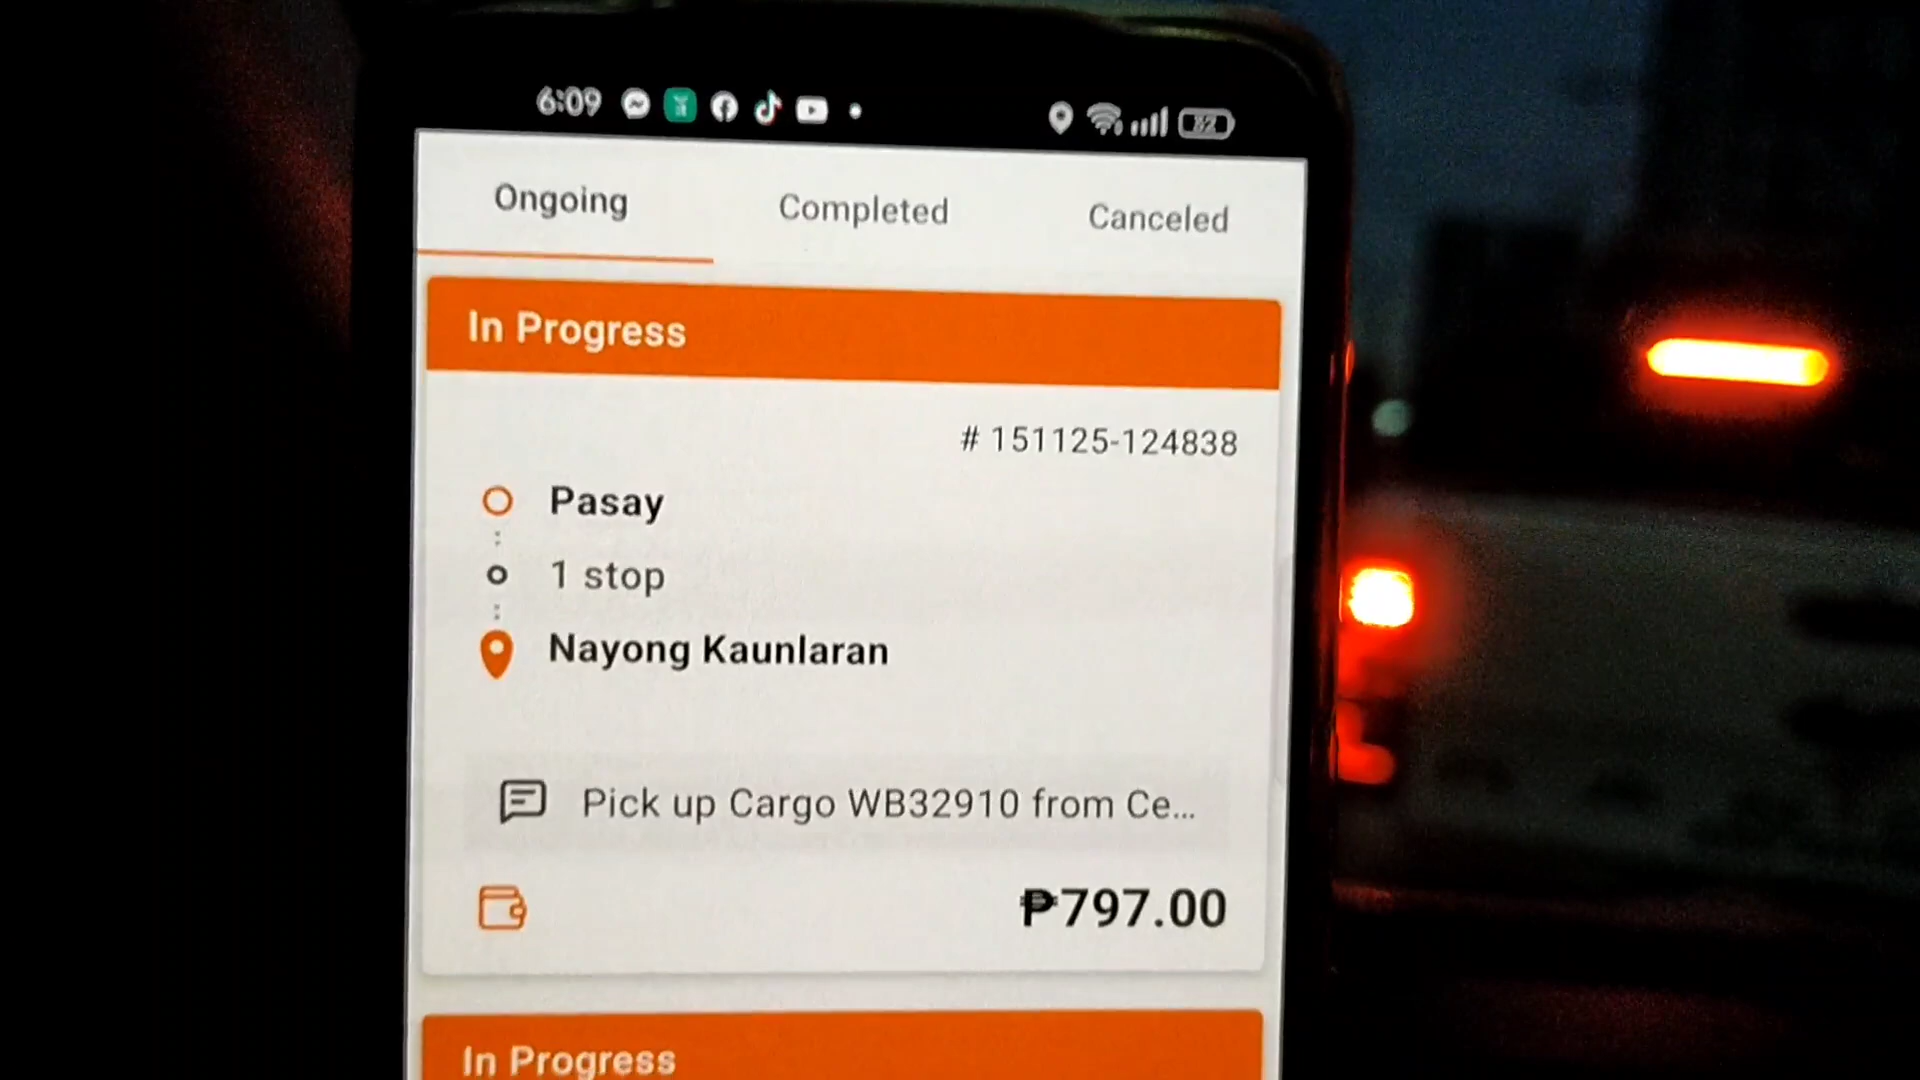 6:09
82
Ongoing
Completed
Canceled
In Progress
# 151125-124838
Pasay
1 stop
Nayong Kaunlaran
Pick up Cargo WB32910 from Ce...
₱797.00
In Progress